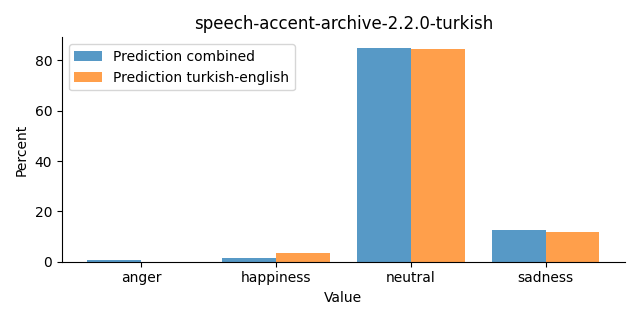 speech-accent-archive-2.2.0-turkish
Prediction combined
Prediction turkish-english
Percent
80
60
40
20
0
anger happiness neutral sadness
Value